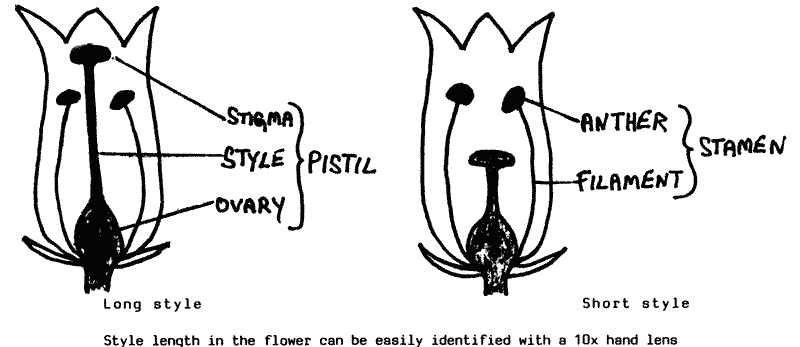 STIGMA
STYLE
OVARY
PISTIL
ANTHER
FILAMENT
STAMEN
Long style
Short style
Style length in the flower can be easily identified with a 10x hand lens